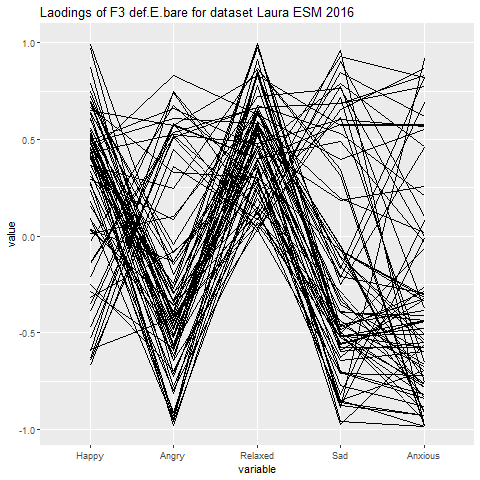 Laodings of F3 def.E.bare for dataset Laura ESM 2016
1.0
0.5
0.0
-0.5
-1.0
value
Happy Angry Relaxed Sad Anxious
variable